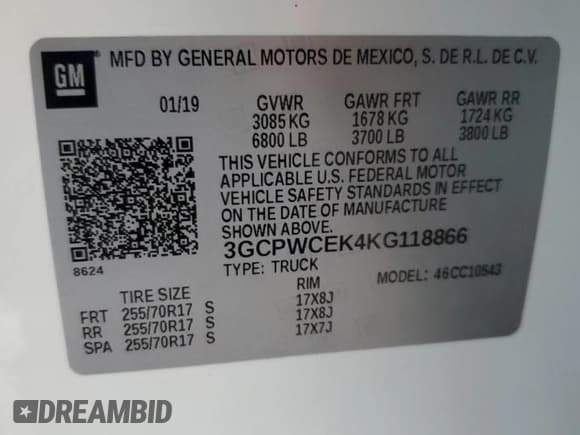 GM
MFD BY GENERAL MOTORS DE MEXICO, S. DE R.L. DE C.V.
01/19 GVWR GAWR FRT GAWR RR
3085 KG 1678 KG 1724 KG
6800 LB 3700 LB 3800 LB
THIS VEHICLE CONFORMS TO ALL
APPLICABLE U.S. FEDERAL MOTOR
VEHICLE SAFETY STANDARDS IN EFFECT
ON THE DATE OF MANUFACTURE
SHOWN ABOVE.
3GCPWCEK4KG118866
8624 TYPE: TRUCK MODEL: 46CC10543
TIRE SIZE RIM
FRT 255/70R17 S 17X8J
RR 255/70R17 S 17X8J
SPA 255/70R17 S 17X7J
DREAMBID